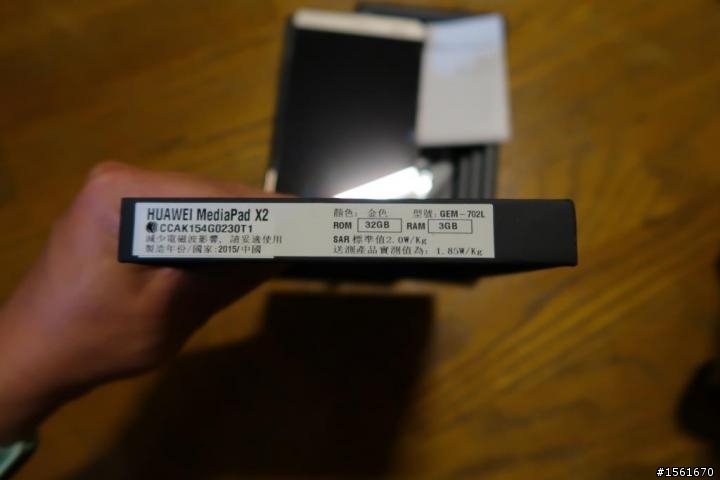 HUAWEI MediaPad X2
CCAK154G0230T1
減少電磁波影響, 請妥適使用
製造年份/國家:2015/中國
顏色: 金色 型號: GEM-702L
ROM 32GB RAM 3GB
SAR 標準值2.0W/Kg
送測產品實測值為: 1.85W/Kg
#1561670